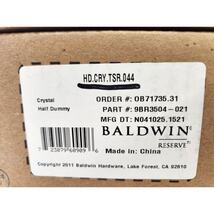 HD.CRY.TSR.044
Crystal
Half Dummy
ORDER #: OB71735.31
PART #: 9BR3504-021
MFG DT: N041025.1521
Made in China
BALDWIN
RESERVE
Copyright 2011 Baldwin Hardware, Lake Forest, CA 92610